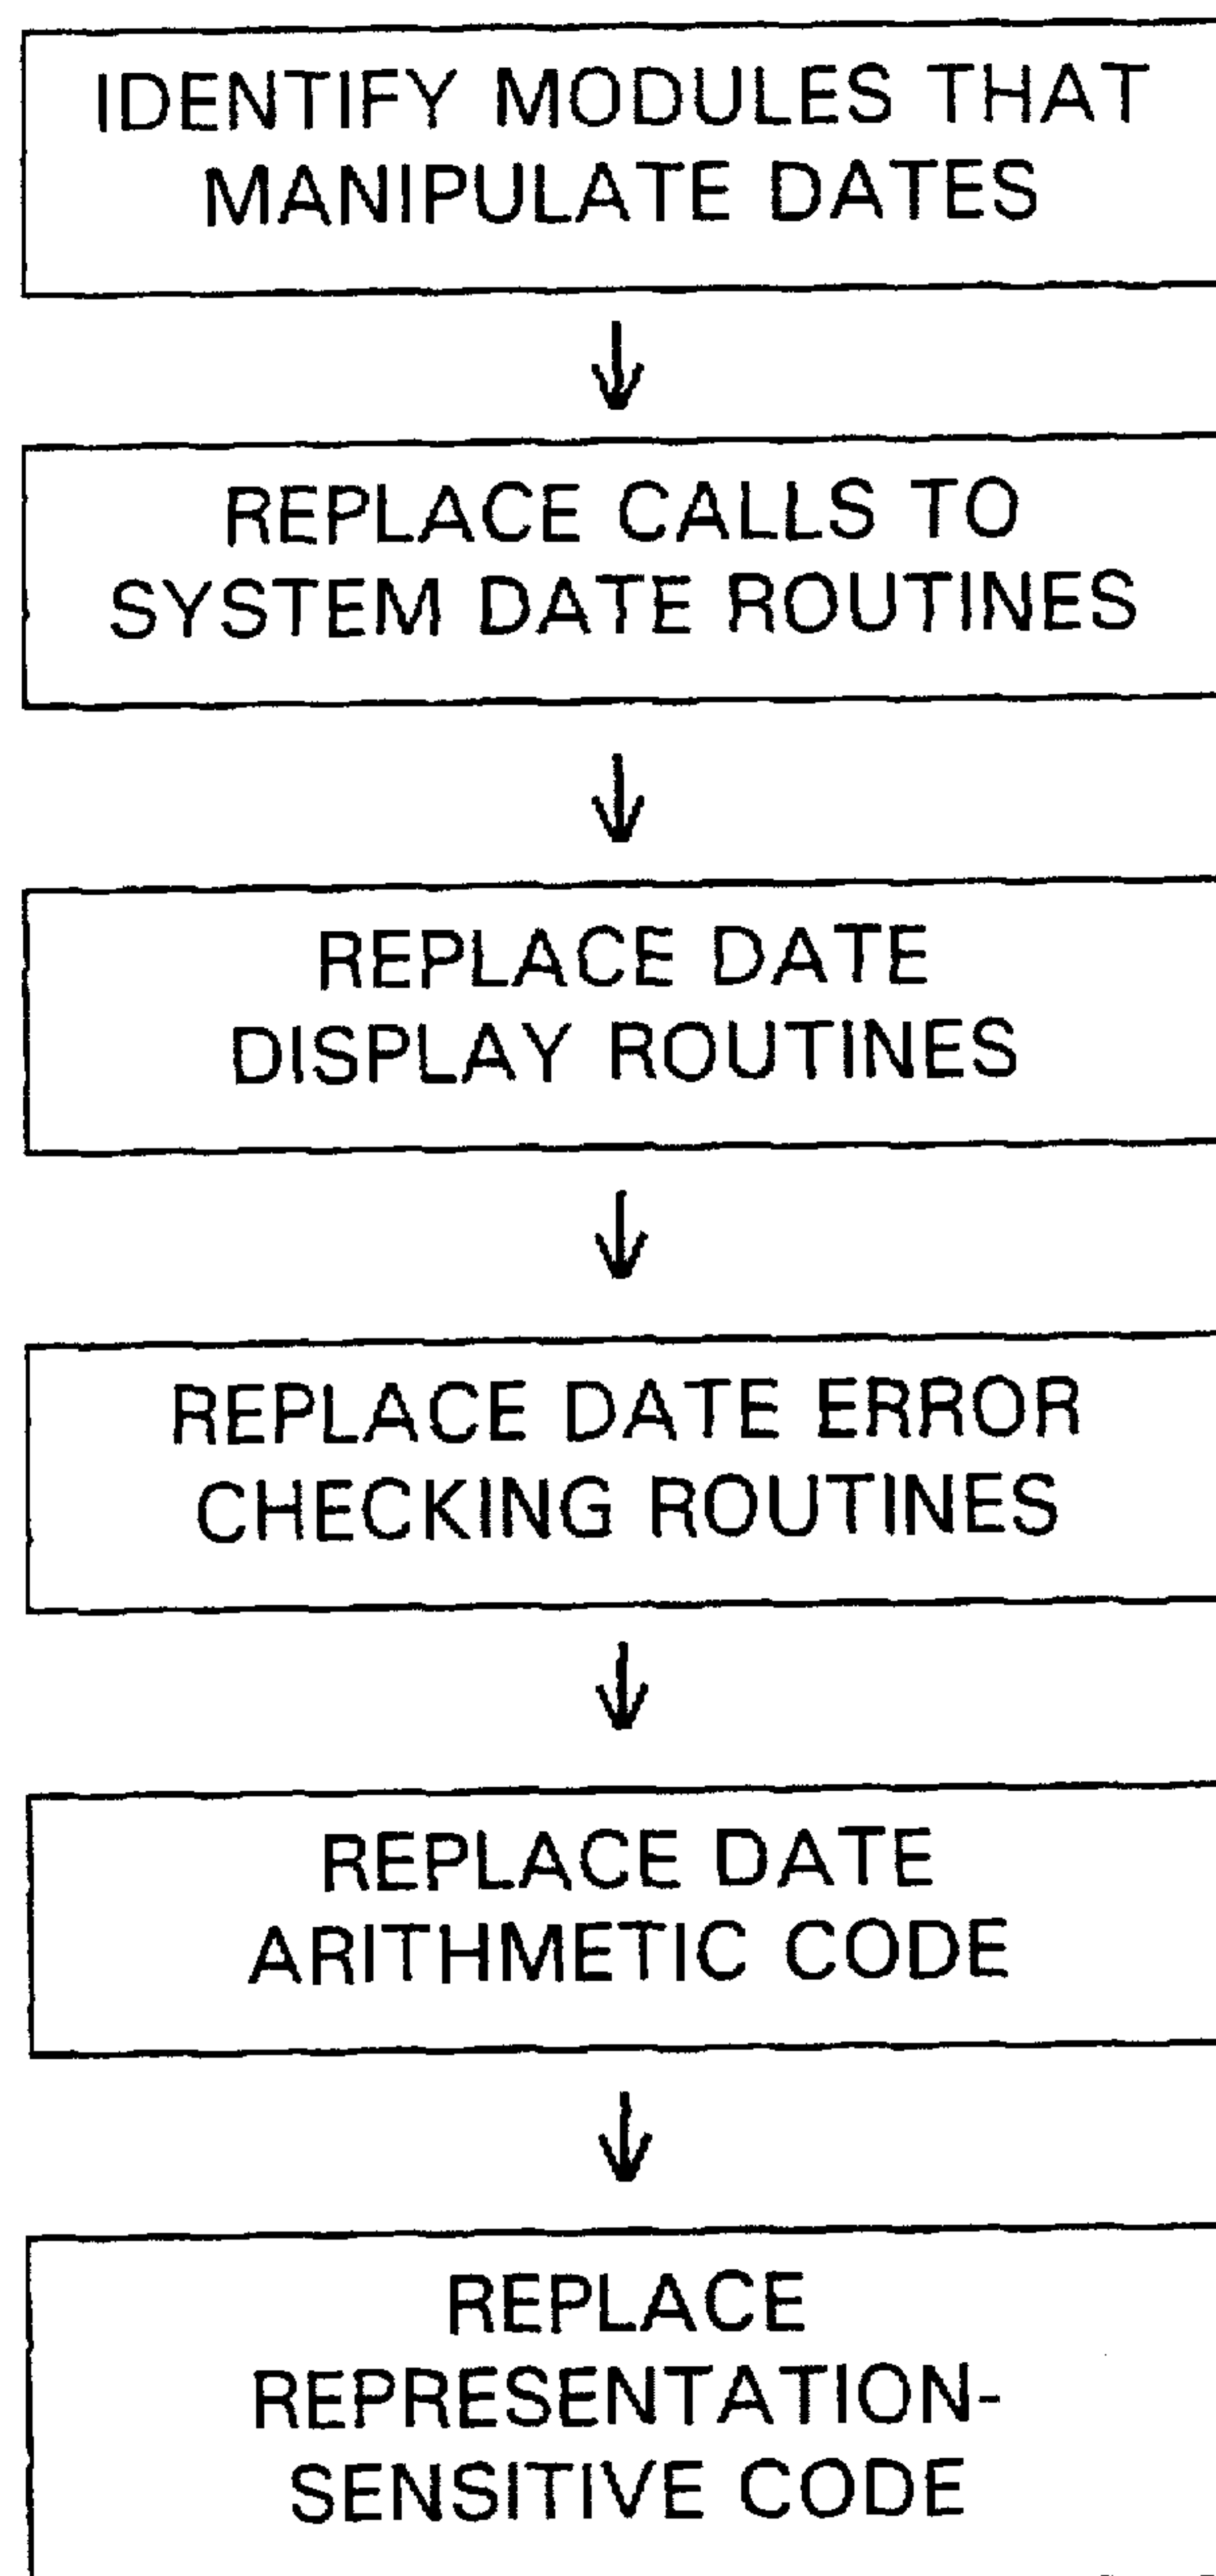 IDENTIFY MODULES THAT
MANIPULATE DATES
REPLACE CALLS TO
SYSTEM DATE ROUTINES
REPLACE DATE
DISPLAY ROUTINES
REPLACE DATE ERROR
CHECKING ROUTINES
REPLACE DATE
ARITHMETIC CODE
REPLACE
REPRESENTATION-
SENSITIVE CODE